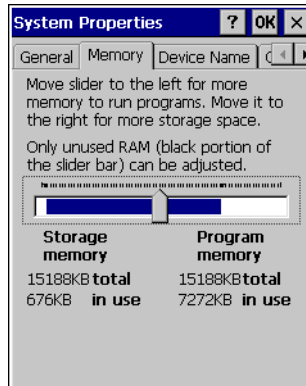 System Properties ? OK ×
General Memory Device Name
Move slider to the left for more
memory to run programs. Move it to
the right for more storage space.
Only unused RAM (black portion of
the slider bar) can be adjusted.
Storage memory
Program memory
15188KB total
676KB in use
15188KB total
7272KB in use